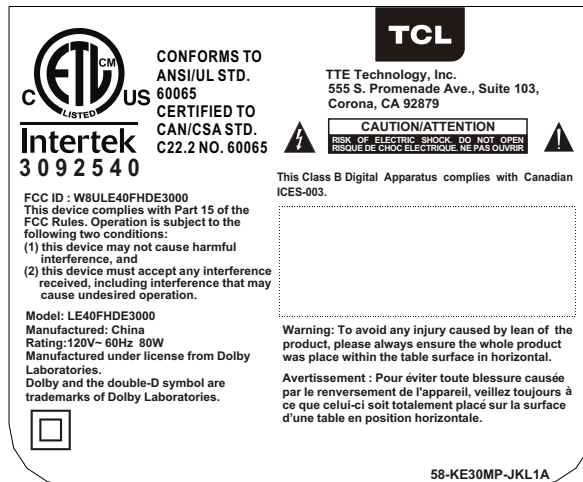 C ETL CM US
LISTED
Intertek
3092540
CONFORMS TO
ANSI/UL STD.
60065
CERTIFIED TO
CAN/CSA STD.
C22.2 NO. 60065
FCC ID : W8ULE40FHDE3000
This device complies with Part 15 of the
FCC Rules. Operation is subject to the
following two conditions:
(1) this device may not cause harmful
interference, and
(2) this device must accept any interference
received, including interference that may
cause undesired operation.
Model: LE40FHDE3000
Manufactured: China
Rating:120V~ 60Hz 80W
Manufactured under license from Dolby
Laboratories.
Dolby and the double-D symbol are
trademarks of Dolby Laboratories.
TCL
TTE Technology, Inc.
555 S. Promenade Ave., Suite 103,
Corona, CA 92879
CAUTION/ATTENTION
RISK OF ELECTRIC SHOCK. DO NOT OPEN
RISQUE DE CHOC ELECTRIQUE. NE PAS OUVRIR
This Class B Digital Apparatus complies with Canadian
ICES-003.
Warning: To avoid any injury caused by lean of the
product, please always ensure the whole product
was place within the table surface in horizontal.
Avertissement : Pour éviter toute blessure causée
par le renversement de l'appareil, veillez toujours à
ce que celui-ci soit totalement placé sur la surface
d'une table en position horizontale.
58-KE30MP-JKL1A